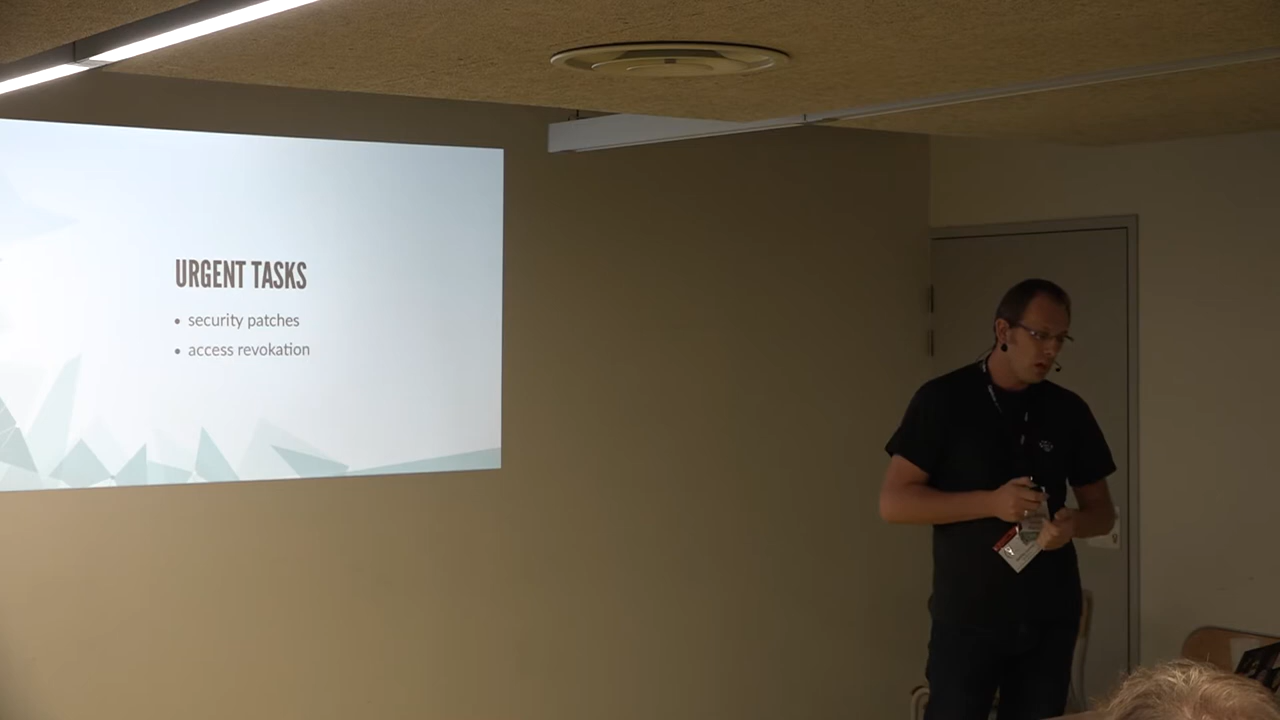 URGENT TASKS
• security patches
• access revokation